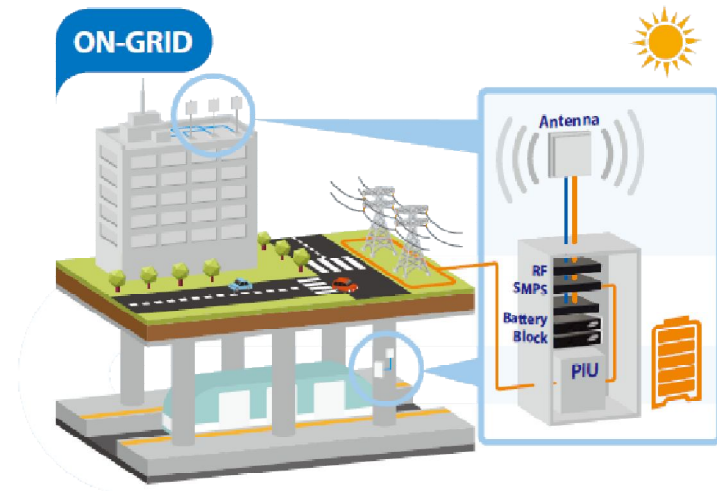 ON-GRID
Antenna
RF
SMPs
Battery
Block
PIU